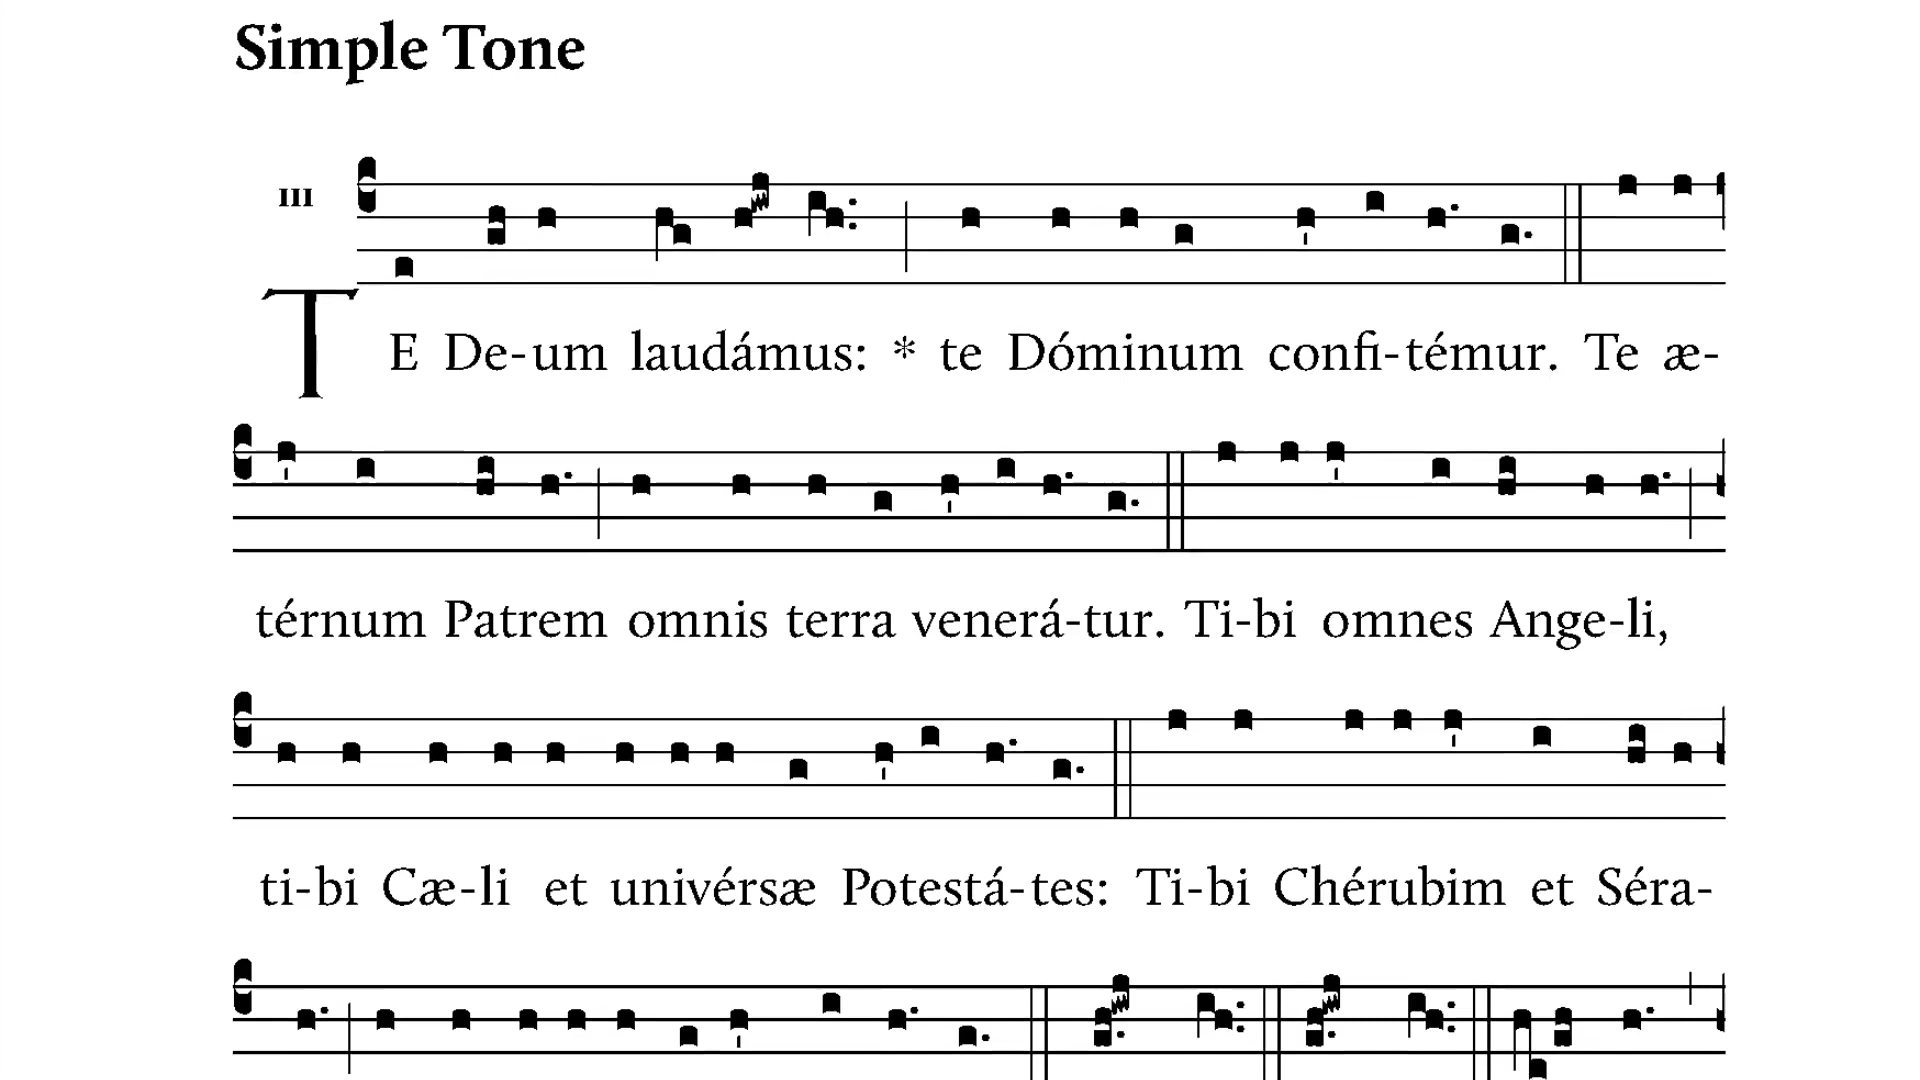 Simple Tone
III
TE De-um laudámus: * te Dóminum confi-témur. Te æ-
térnum Patrem omnis terra venerá-tur. Ti-bi omnes Ange-li,
ti-bi Cæ-li et univérsæ Potestá-tes: Ti-bi Chérubim et Séra-